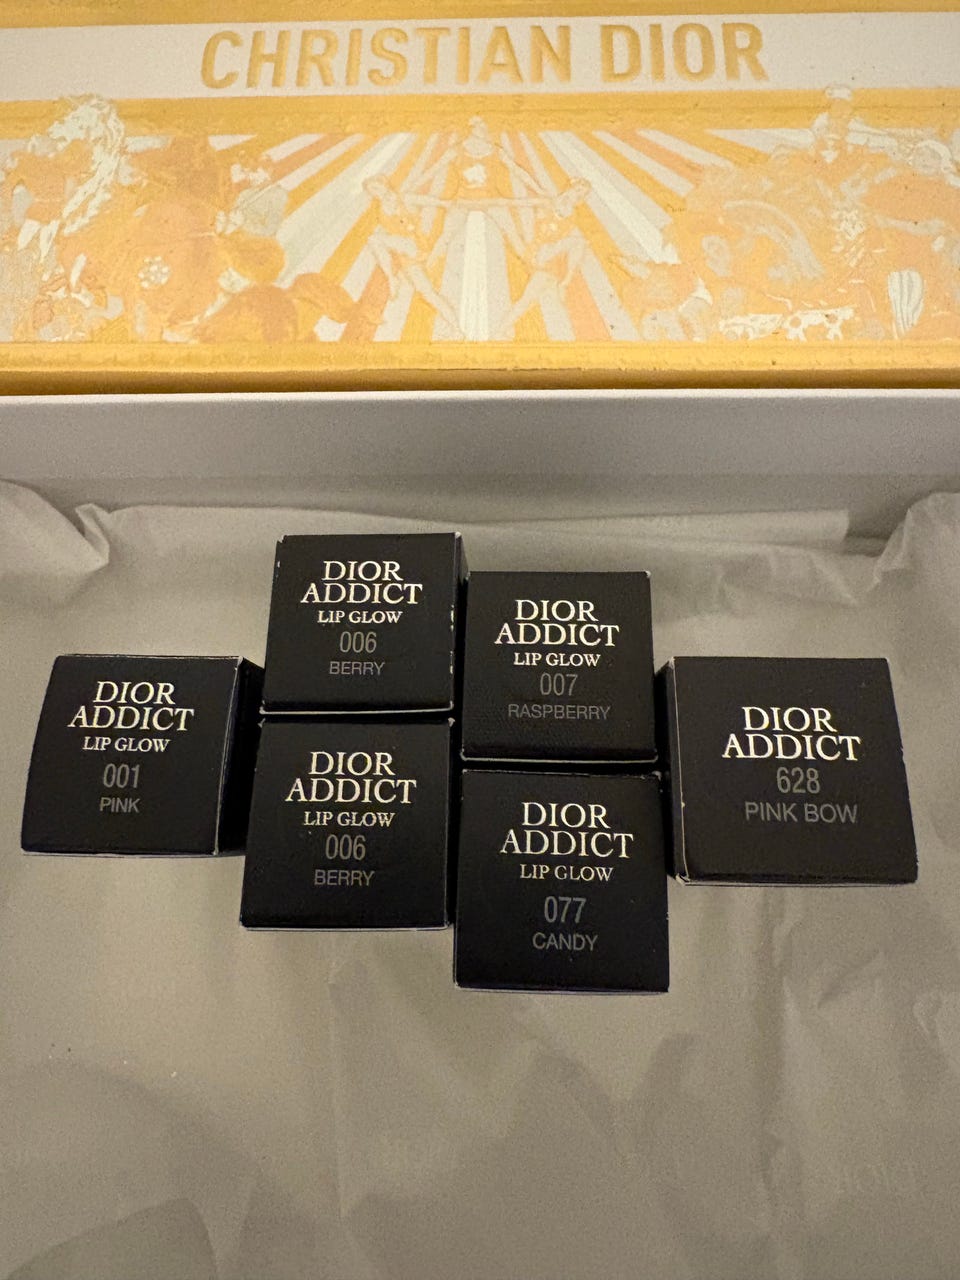 CHRISTIAN DIOR
DIOR
ADDICT
LIP GLOW
006
BERRY
DIOR
ADDICT
LIP GLOW
007
RASPBERRY
DIOR
ADDICT
LIP GLOW
001
PINK
DIOR
ADDICT
628
PINK BOW
DIOR
ADDICT
LIP GLOW
006
BERRY
DIOR
ADDICT
LIP GLOW
077
CANDY